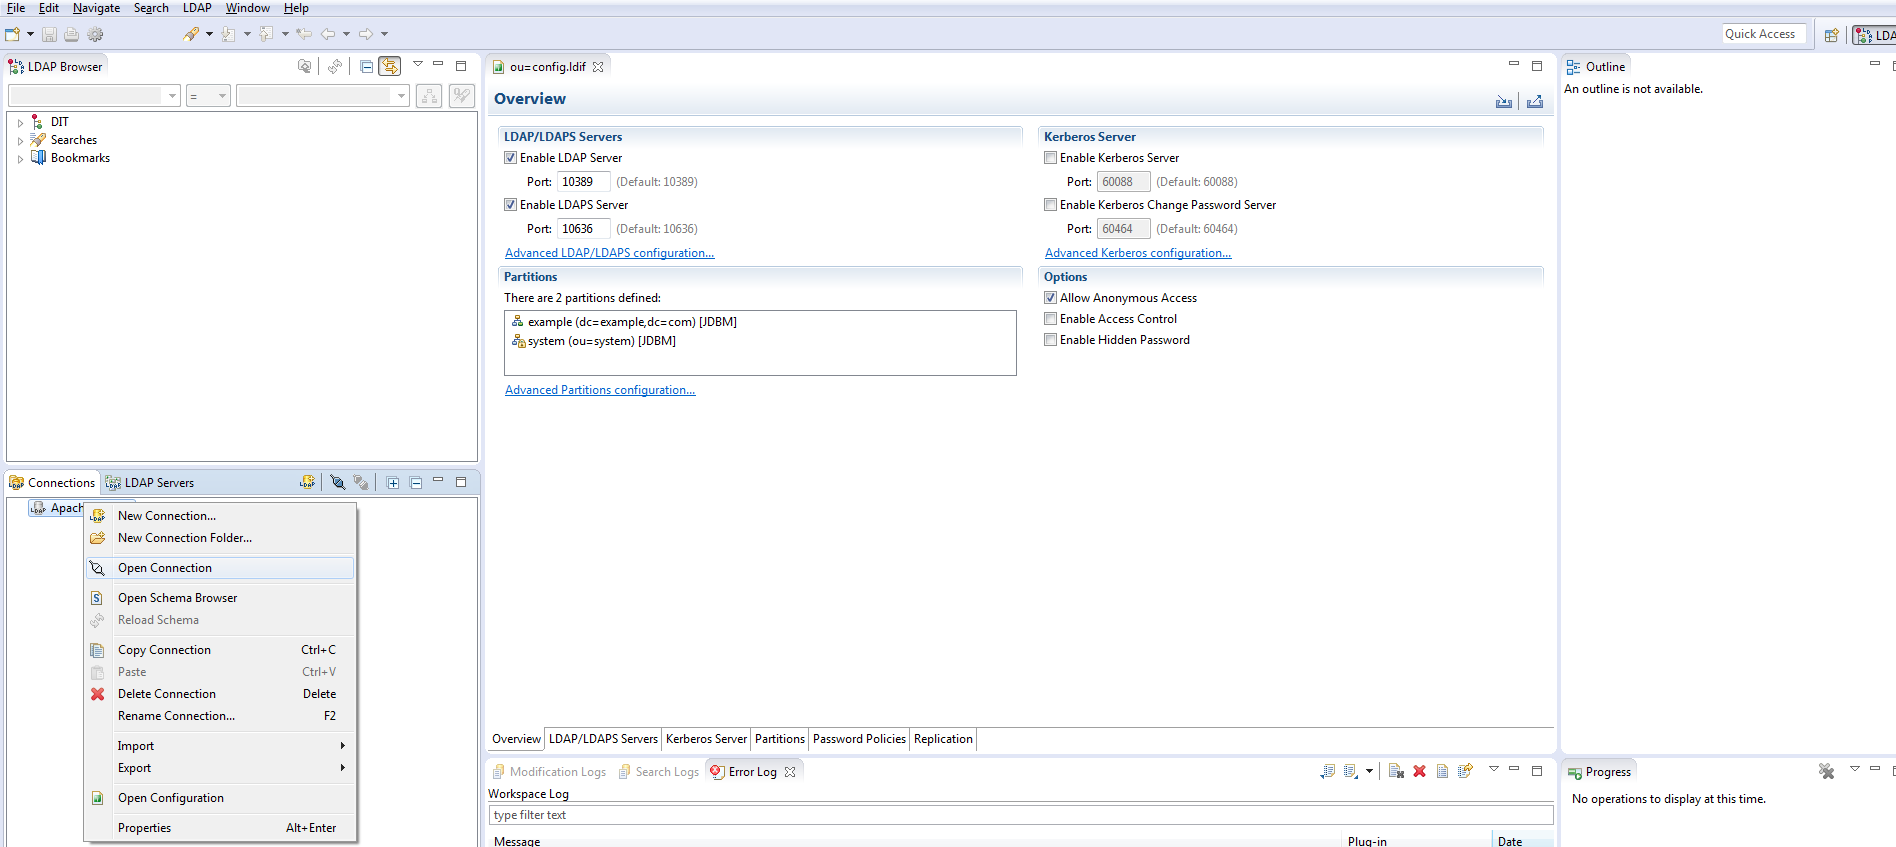 File Edit Navigate Search LDAP Window Help
Quick Access
LDAP Browser
=
DIT
Searches
Bookmarks
ou=config.ldif
Overview
LDAP/LDAPS Servers
Enable LDAP Server
Port: 10389 (Default: 10389)
Enable LDAPS Server
Port: 10636 (Default: 10636)
Advanced LDAP/LDAPS configuration...
Partitions
There are 2 partitions defined:
example (dc=example,dc=com) [JDBM]
system (ou=system) [JDBM]
Advanced Partitions configuration...
Kerberos Server
Enable Kerberos Server
Port: 60088 (Default: 60088)
Enable Kerberos Change Password Server
Port: 60464 (Default: 60464)
Advanced Kerberos configuration...
Options
Allow Anonymous Access
Enable Access Control
Enable Hidden Password
Overview LDAP/LDAPS Servers Kerberos Server Partitions Password Policies Replication
Outline
An outline is not available.
Connections LDAP Servers
New Connection...
New Connection Folder...
Open Connection
Open Schema Browser
Reload Schema
Copy Connection Ctrl+C
Paste Ctrl+V
Delete Connection Delete
Rename Connection... F2
Import
Export
Open Configuration
Properties Alt+Enter
Modification Logs Search Logs Error Log
Workspace Log
type filter text
Message Plug-in Date
Progress
No operations to display at this time.